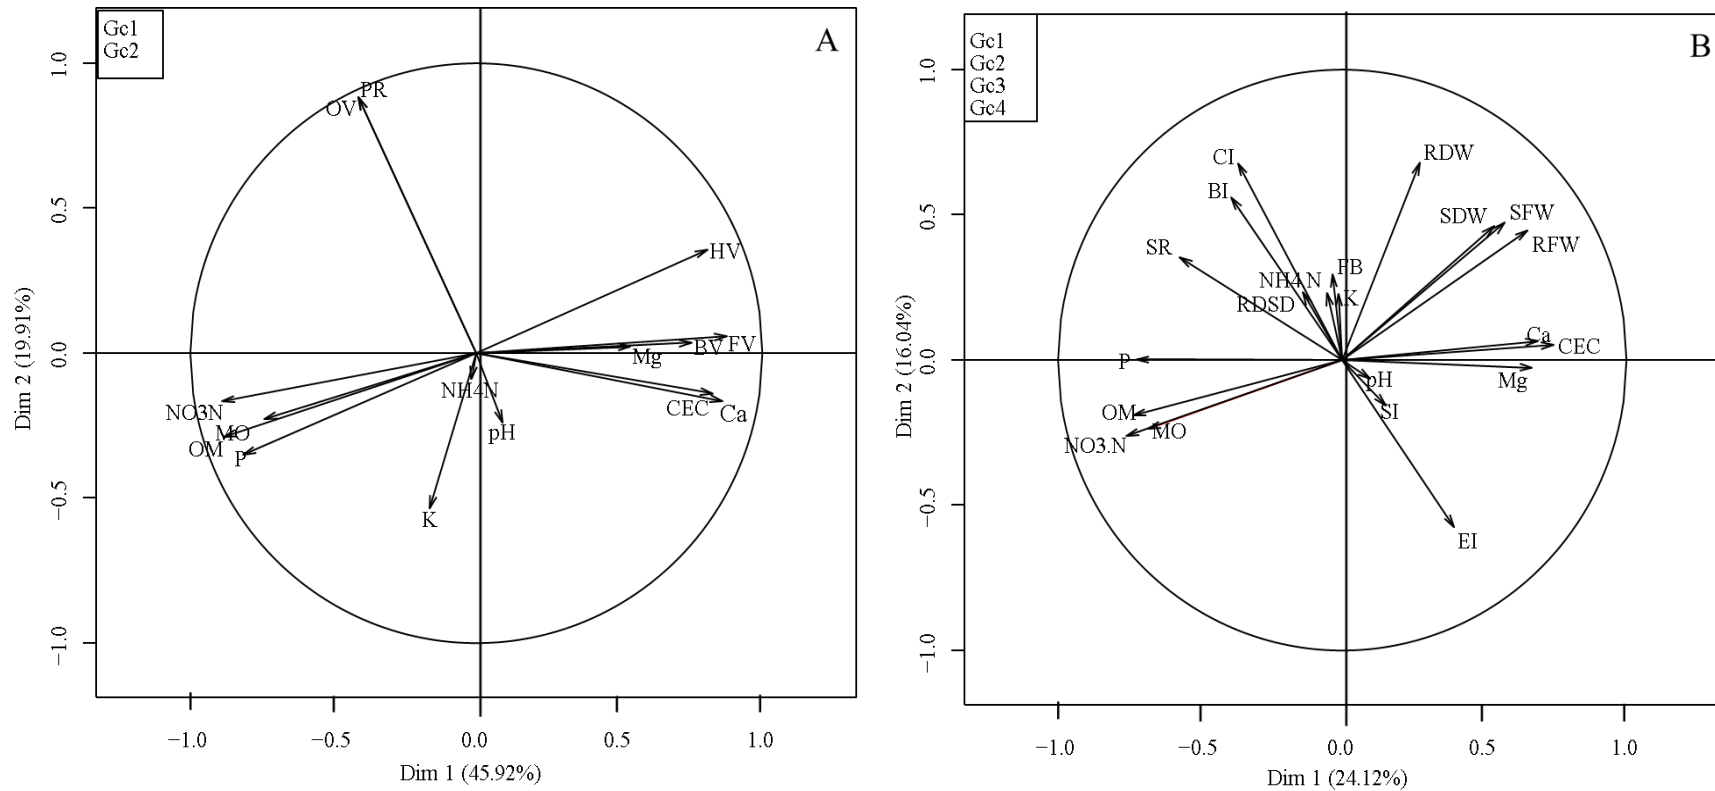 Gc1
Gc2
A
1.0
0.5
0.0
−0.5
−1.0
Dim 2 (19.91%)
PR
OV
HV
FV
BV
Mg
NH4N
NO3N
MO
OM
P
pH
CEC
Ca
K
−1.0
−0.5
0.0
0.5
1.0
Dim 1 (45.92%)
Gc1
Gc2
Gc3
Gc4
B
1.0
0.5
0.0
−0.5
−1.0
Dim 2 (16.04%)
CI
RDW
BI
SDW
SFW
RFW
SR
FB
NH4 N
K
RDSD
Ca
CEC
P
pH
Mg
OM
SI
MO
NO3.N
EI
−1.0
−0.5
0.0
0.5
1.0
Dim 1 (24.12%)